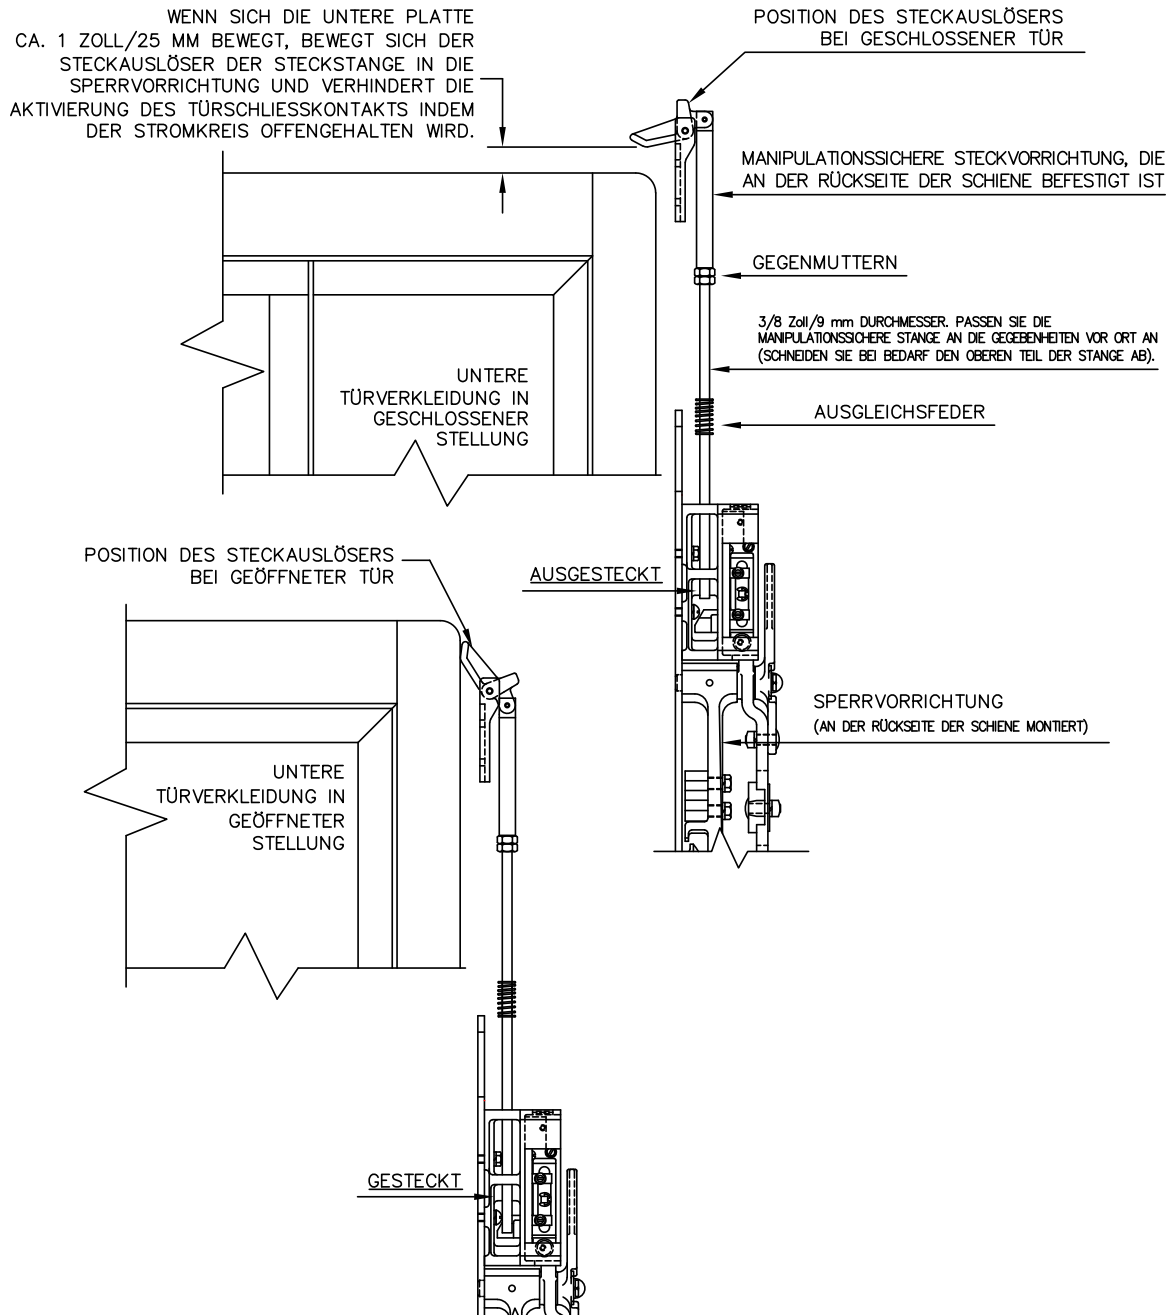 WENN SICH DIE UNTERE PLATTE
CA. 1 ZOLL/25 MM BEWEGT, BEWEGT SICH DER
STECKAUSLÖSER DER STECKSTANGE IN DIE
SPERRVORRICHTUNG UND VERHINDERT DIE
AKTIVIERUNG DES TÜRSCHLIESSKONTAKTS INDEM
DER STROMKREIS OFFENGEHALTEN WIRD.
POSITION DES STECKAUSLÖSERS
BEI GESCHLOSSENER TÜR
MANIPULATIONSSICHERE STECKVORRICHTUNG, DIE
AN DER RÜCKSEITE DER SCHIENE BEFESTIGT IST
GEGENMUTTERN
3/8 Zoll/9 mm DURCHMESSER. PASSEN SIE DIE
MANIPULATIONSSICHERE STANGE AN DIE GEGEBENHEITEN VOR ORT AN
(SCHNEIDEN SIE BEI BEDARF DEN OBEREN TEIL DER STANGE AB).
UNTERE
TÜRVERKLEIDUNG IN
GESCHLOSSENER
STELLUNG
AUSGLEICHSFEDER
POSITION DES STECKAUSLÖSERS
BEI GEÖFFNETER TÜR
AUSGESTECKT
SPERRVORRICHTUNG
(AN DER RÜCKSEITE DER SCHIENE MONTIERT)
UNTERE
TÜRVERKLEIDUNG IN
GEÖFFNETER
STELLUNG
GESTECKT